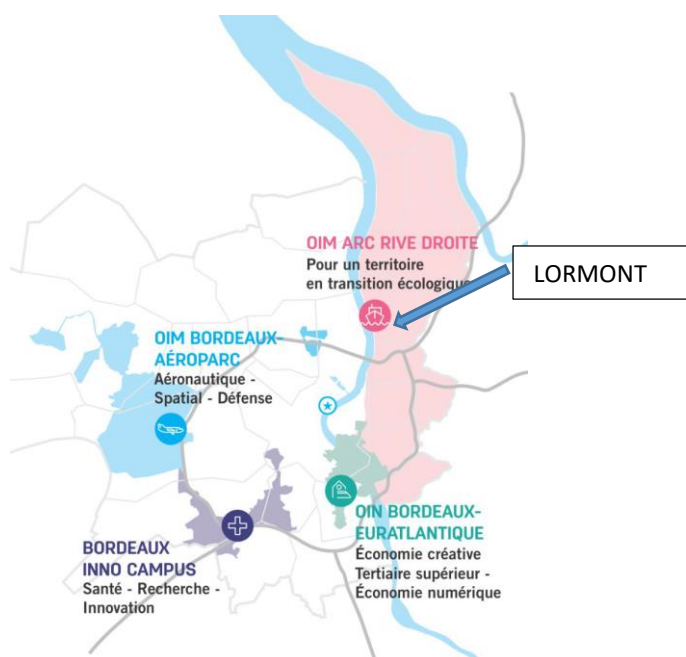 OIM ARC RIVE DROITE
Pour un territoire
en transition écologique
LORMONT
OIM BORDEAUX-
AÉROPARC
Aéronautique -
Spatial - Défense
BORDEAUX
INNO CAMPUS
Santé - Recherche -
Innovation
OIN BORDEAUX-
EURATLANTIQUE
Économie créative
Tertiaire supérieur -
Économie numérique